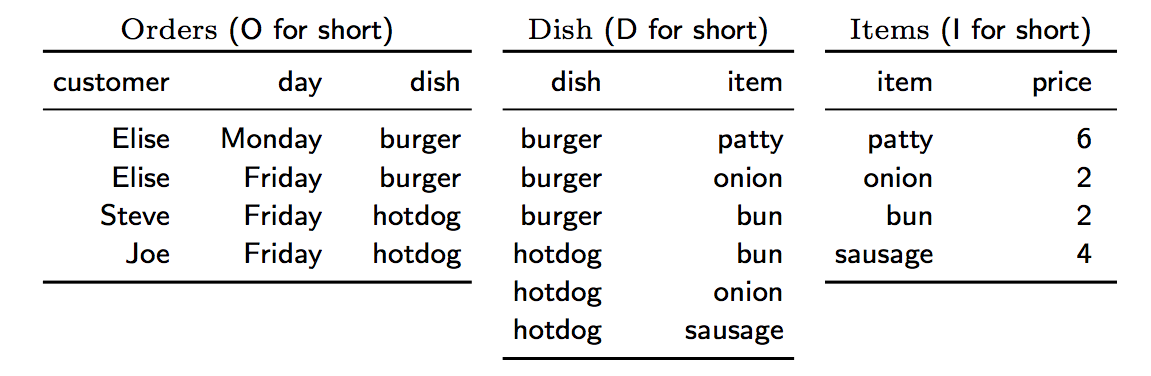 Orders (O for short) Dish (D for short) Items (I for short)
customer day dish dish item item price
Elise Monday burger burger patty patty 6
Elise Friday burger burger onion onion 2
Steve Friday hotdog burger bun bun 2
Joe Friday hotdog hotdog bun sausage 4
hotdog onion
hotdog sausage